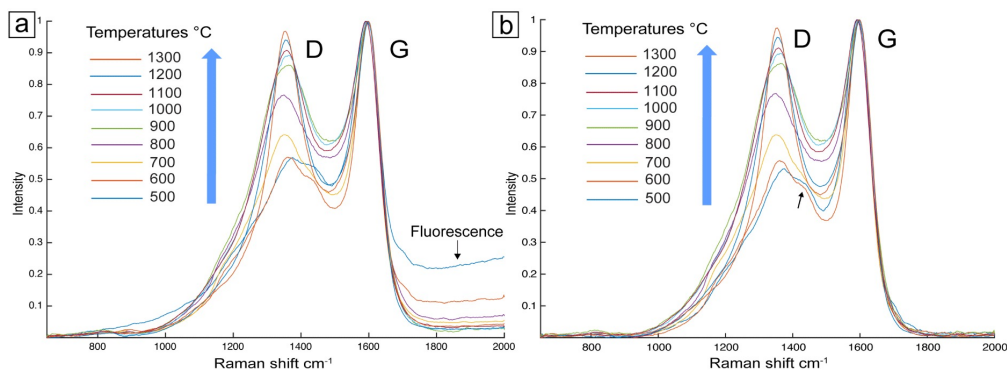 a
Temperatures °C
1300
1200
1100
1000
900
800
700
600
500
D
G
Fluorescence
Intensity
1
0.9
0.8
0.7
0.6
0.5
0.4
0.3
0.2
0.1
800 1000 1200 1400 1600 1800 2000
Raman shift cm⁻¹
b
Temperatures °C
1300
1200
1100
1000
900
800
700
600
500
D
G
Intensity
1
0.9
0.8
0.7
0.6
0.5
0.4
0.3
0.2
0.1
800 1000 1200 1400 1600 1800 2000
Raman shift cm⁻¹